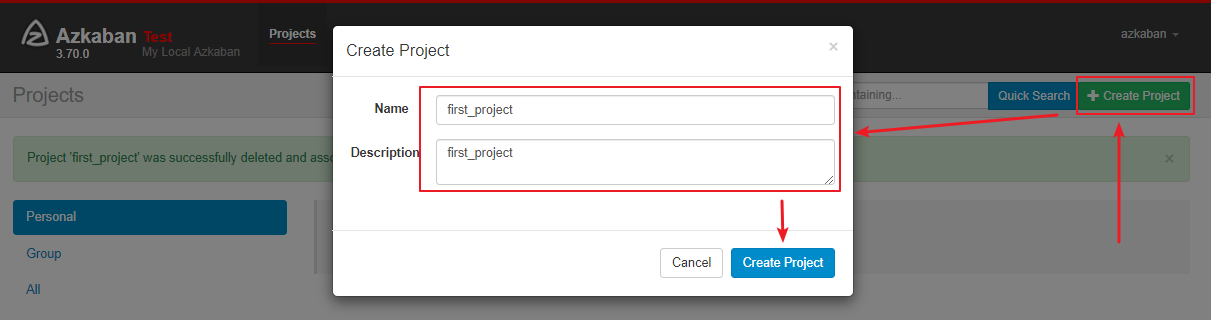 Azkaban Test
3.70.0
My Local Azkaban
Projects
azkaban
Create Project
×
Projects
ntaining...
Quick Search
Create Project
Name
first_project
Description
first_project
Project 'first_project' was successfully deleted and
×
Personal
Group
All
Cancel
Create Project